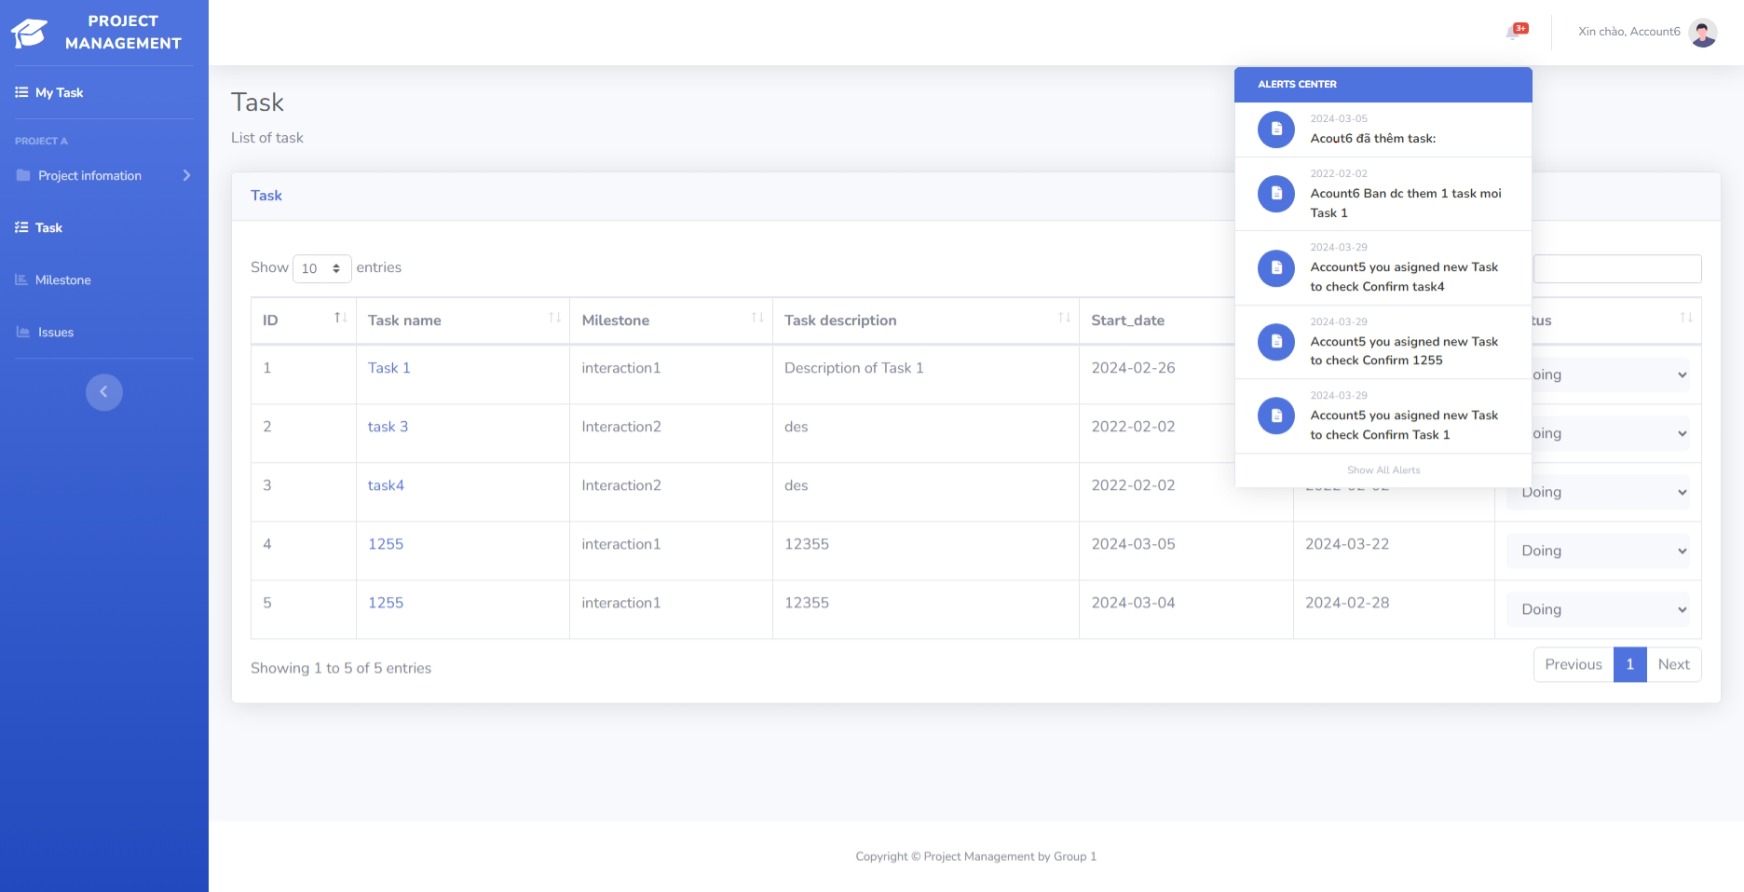 PROJECT
MANAGEMENT
My Task
PROJECT A
Project infomation
Task
Milestone
Issues
3+
Xin chào, Account6
Task
List of task
ALERTS CENTER
2024-03-05
Acout6 đã thêm task:
2022-02-02
Acount6 Ban dc them 1 task moi
Task 1
2024-03-29
Account5 you asigned new Task
to check Confirm task4
2024-03-29
Account5 you asigned new Task
to check Confirm 1255
2024-03-29
Account5 you asigned new Task
to check Confirm Task 1
Show All Alerts
Task
Show 10 entries
ID Task name Milestone Task description Start_date tus
1 Task 1 interaction1 Description of Task 1 2024-02-26 oing
2 task 3 Interaction2 des 2022-02-02 oing
3 task4 Interaction2 des 2022-02-02 Doing
4 1255 interaction1 12355 2024-03-05 2024-03-22 Doing
5 1255 interaction1 12355 2024-03-04 2024-02-28 Doing
Showing 1 to 5 of 5 entries
Previous 1 Next
Copyright © Project Management by Group 1